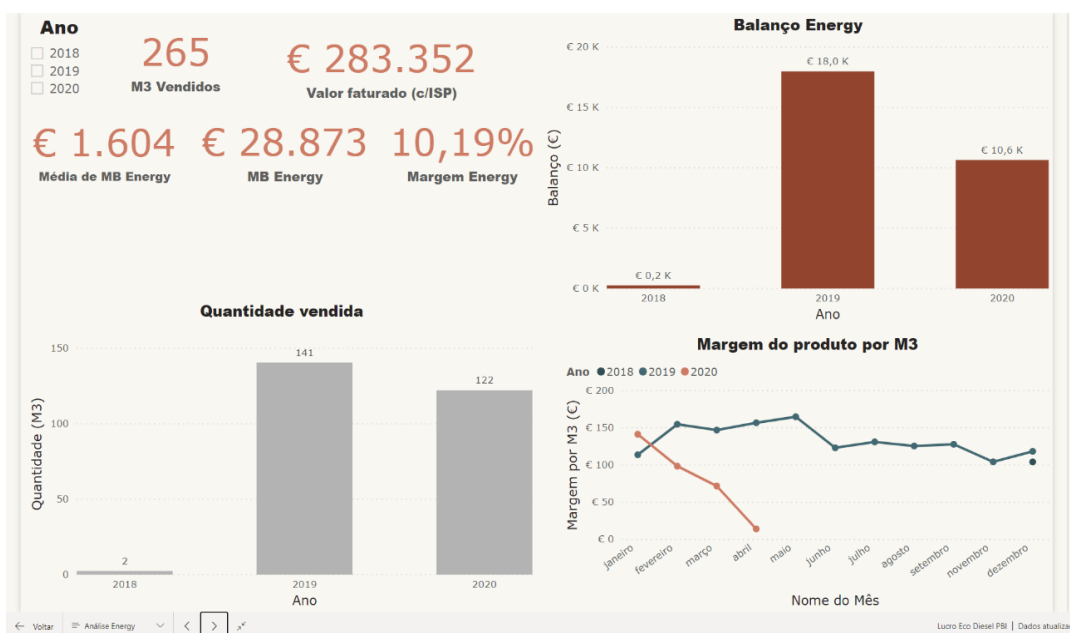 Ano
2018
2019
2020
265
M3 Vendidos
€ 283.352
Valor faturado (c/ISP)
€ 1.604
Média de MB Energy
€ 28.873
MB Energy
10,19%
Margem Energy
Balanço Energy
Balanço (€)
€ 20 K
€ 15 K
€ 10 K
€ 5 K
€ 0 K
€ 0,2 K
€ 18,0 K
€ 10,6 K
2018
2019
2020
Ano
Quantidade vendida
Quantidade (M3)
150
100
50
0
2
141
122
2018
2019
2020
Ano
Margem do produto por M3
Ano 2018 2019 2020
Margem por M3 (€)
€ 200
€ 150
€ 100
€ 50
€ 0
janeiro
fevereiro
março
abril
maio
junho
julho
agosto
setembro
novembro
dezembro
Nome do Mês
Voltar
Análise Energy
Lucro Eco Diesel PBI | Dados atualiza